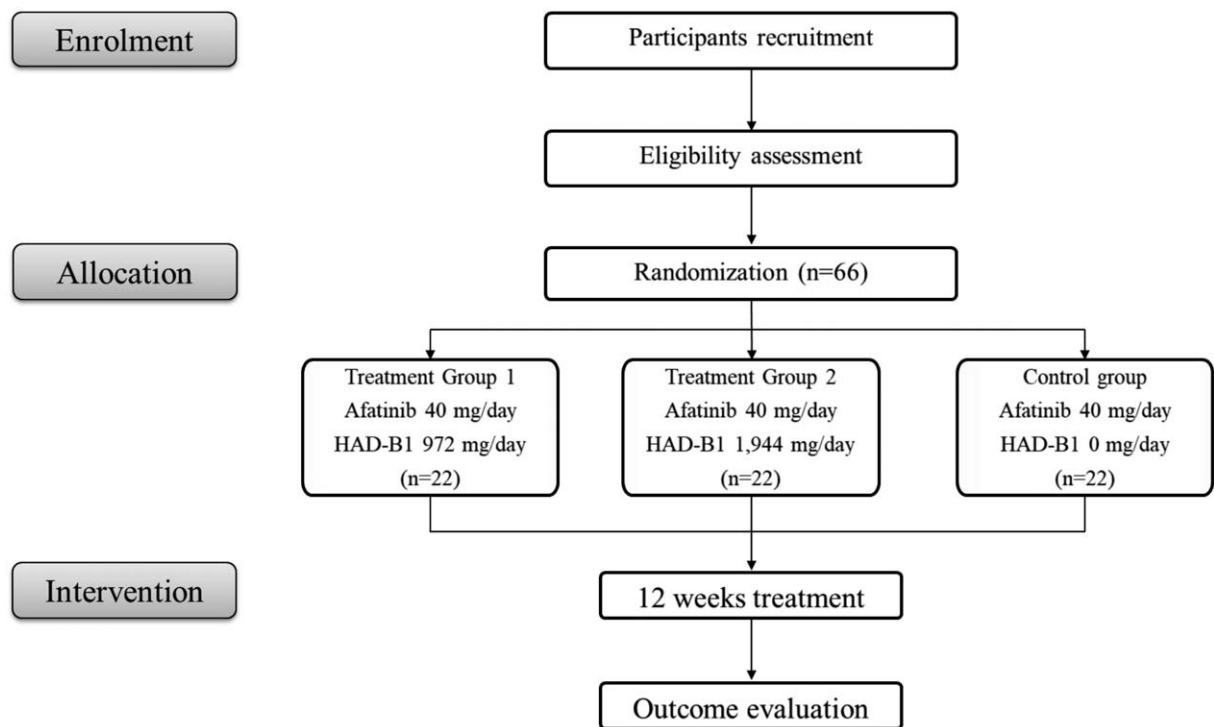 Enrolment
Participants recruitment
Eligibility assessment
Allocation
Randomization (n=66)
Treatment Group 1
Afatinib 40 mg/day
HAD-B1 972 mg/day
(n=22)
Treatment Group 2
Afatinib 40 mg/day
HAD-B1 1,944 mg/day
(n=22)
Control group
Afatinib 40 mg/day
HAD-B1 0 mg/day
(n=22)
Intervention
12 weeks treatment
Outcome evaluation